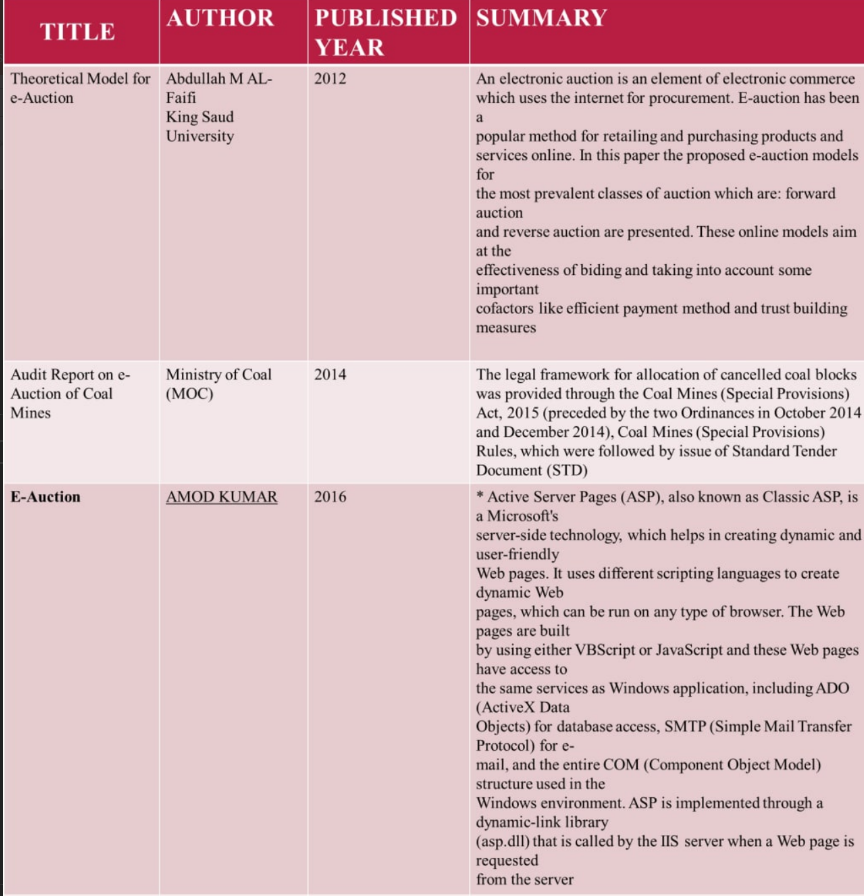 TITLE
AUTHOR
PUBLISHED
YEAR
SUMMARY
Theoretical Model for
e-Auction
Abdullah M AL-
Faifi
King Saud
University
2012
An electronic auction is an element of electronic commerce
which uses the internet for procurement. E-auction has been
a
popular method for retailing and purchasing products and
services online. In this paper the proposed e-auction models
for
the most prevalent classes of auction which are: forward
auction
and reverse auction are presented. These online models aim
at the
effectiveness of biding and taking into account some
important
cofactors like efficient payment method and trust building
measures
Audit Report on e-
Auction of Coal
Mines
Ministry of Coal
(MOC)
2014
The legal framework for allocation of cancelled coal blocks
was provided through the Coal Mines (Special Provisions)
Act, 2015 (preceded by the two Ordinances in October 2014
and December 2014), Coal Mines (Special Provisions)
Rules, which were followed by issue of Standard Tender
Document (STD)
E-Auction
AMOD KUMAR
2016
* Active Server Pages (ASP), also known as Classic ASP, is
a Microsoft's
server-side technology, which helps in creating dynamic and
user-friendly
Web pages. It uses different scripting languages to create
dynamic Web
pages, which can be run on any type of browser. The Web
pages are built
by using either VBScript or JavaScript and these Web pages
have access to
the same services as Windows application, including ADO
(ActiveX Data
Objects) for database access, SMTP (Simple Mail Transfer
Protocol) for e-
mail, and the entire COM (Component Object Model)
structure used in the
Windows environment. ASP is implemented through a
dynamic-link library
(asp.dll) that is called by the IIS server when a Web page is
requested
from the server